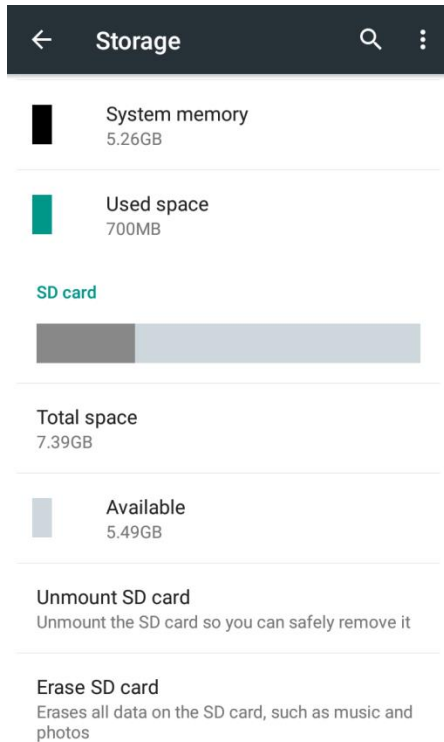 Storage
System memory
5.26GB
Used space
700MB
SD card
Total space
7.39GB
Available
5.49GB
Unmount SD card
Unmount the SD card so you can safely remove it
Erase SD card
Erases all data on the SD card, such as music and
photos